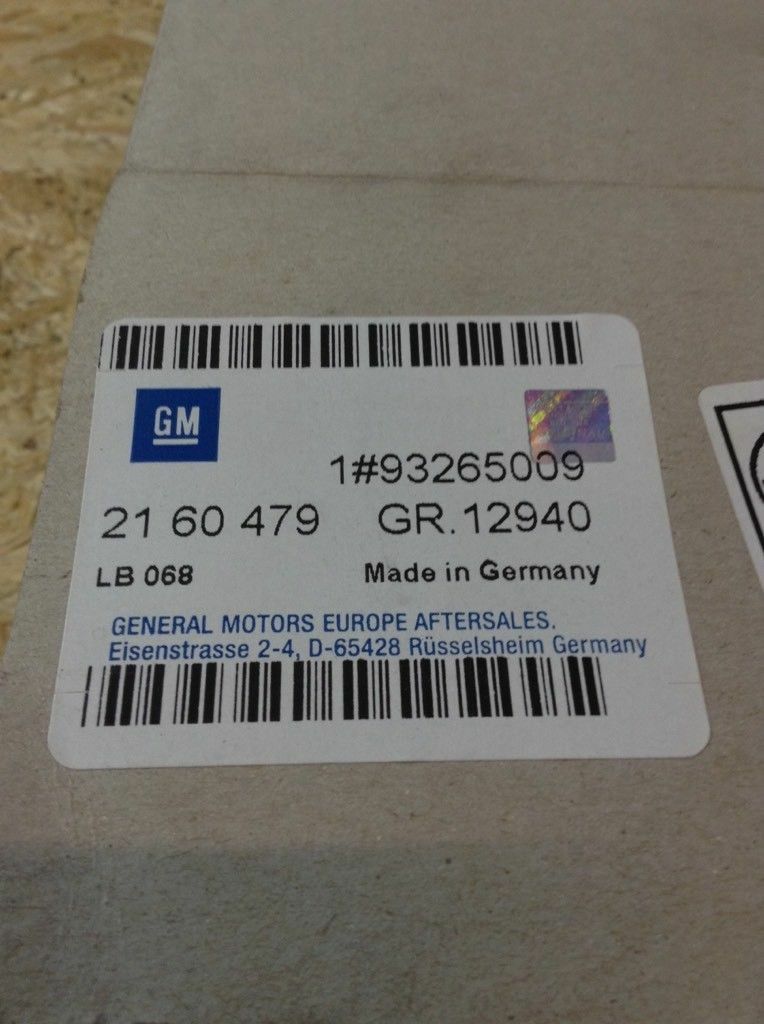 GM
1#93265009
21 60 479 GR.12940
LB 068 Made in Germany
GENERAL MOTORS EUROPE AFTERSALES.
Eisenstrasse 2-4, D-65428 Rüsselsheim Germany